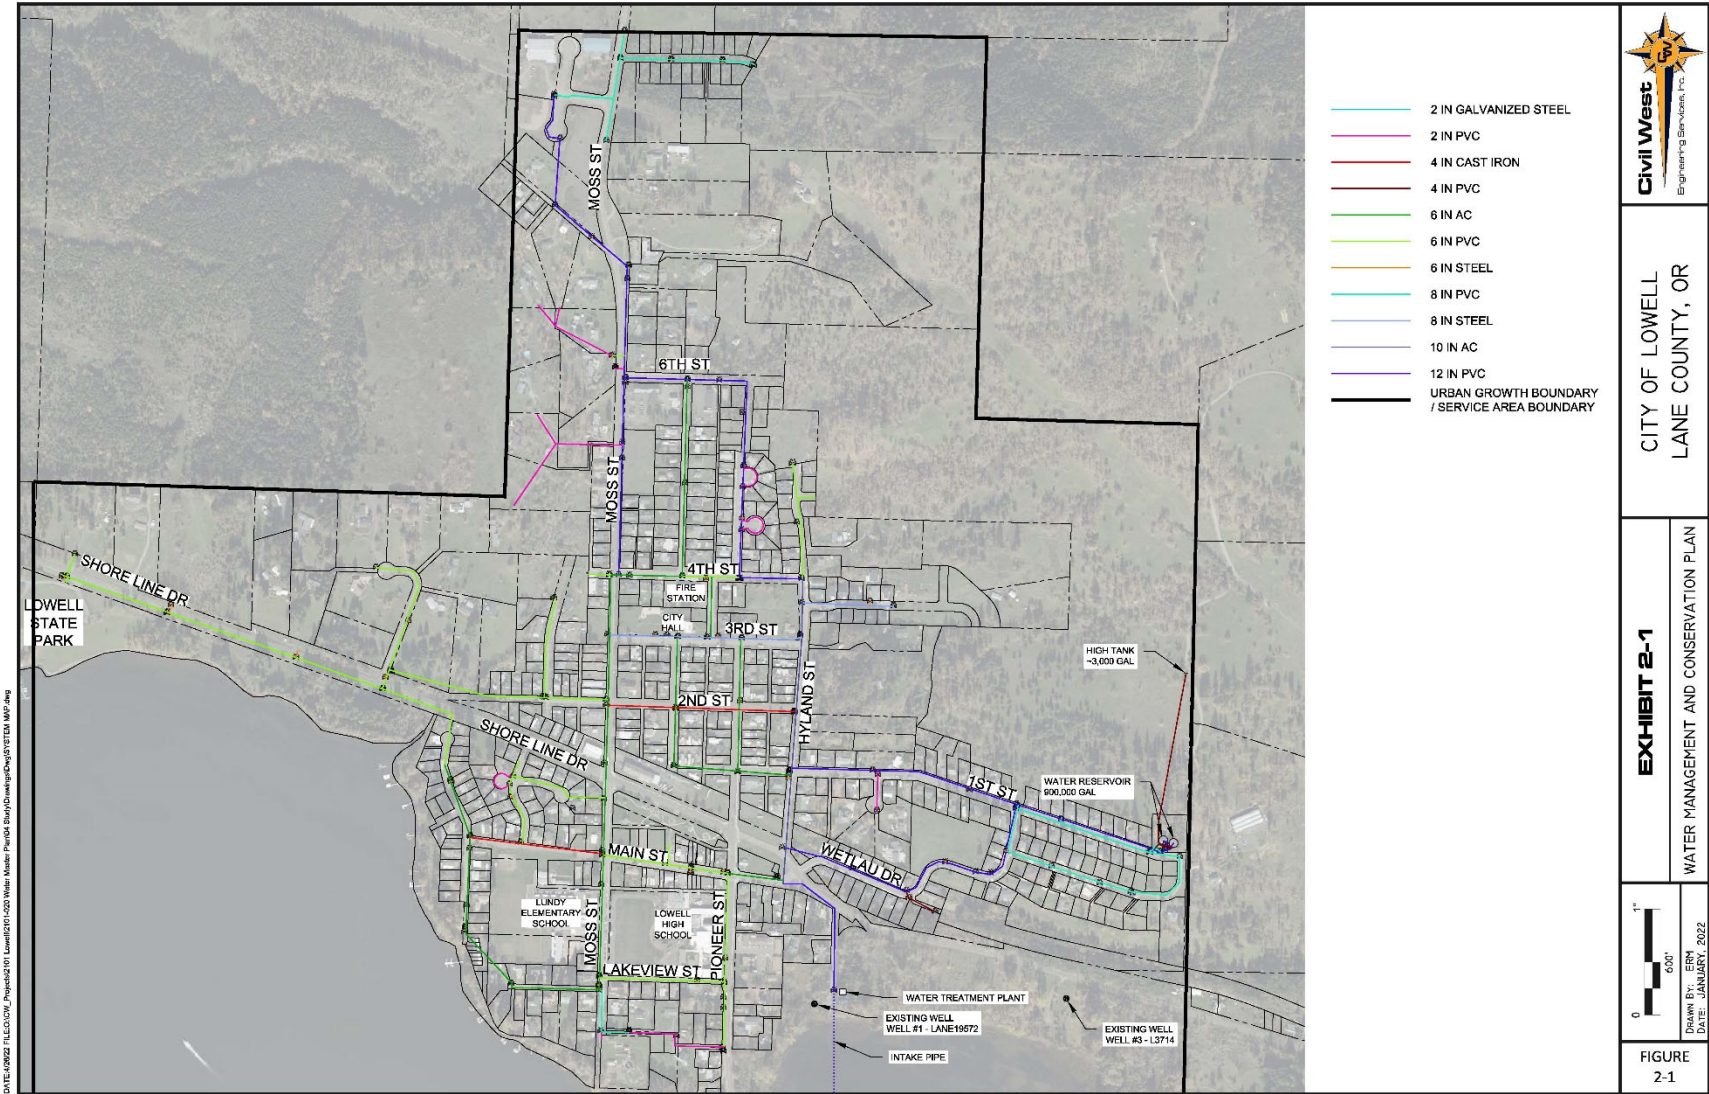 MOSS ST
6TH ST
MOSS ST
SHORE LINE DR
LOWELL
STATE
PARK
4TH ST
FIRE
STATION
CITY
HALL
3RD ST
HIGH TANK
~3,000 GAL
2ND ST
HYLAND ST
SHORE LINE DR
1ST ST
WATER RESERVOIR
900,000 GAL
MAIN ST
WETLAU DR
LUNDY
ELEMENTARY
SCHOOL
MOSS ST
LOWELL
HIGH
SCHOOL
PIONEER ST
LAKEVIEW ST
WATER TREATMENT PLANT
EXISTING WELL
WELL #1 - LANE19572
EXISTING WELL
WELL #3 - L3714
INTAKE PIPE
2 IN GALVANIZED STEEL
2 IN PVC
4 IN CAST IRON
4 IN PVC
6 IN AC
6 IN PVC
6 IN STEEL
8 IN PVC
8 IN STEEL
10 IN AC
12 IN PVC
URBAN GROWTH BOUNDARY
/ SERVICE AREA BOUNDARY
Civil West
Engineering Services, Inc.
CITY OF LOWELL
LANE COUNTY, OR
EXHIBIT 2-1
WATER MANAGEMENT AND CONSERVATION PLAN
1"
0
600'
DRAWN BY: ERM
DATE: JANUARY, 2022
FIGURE
2-1